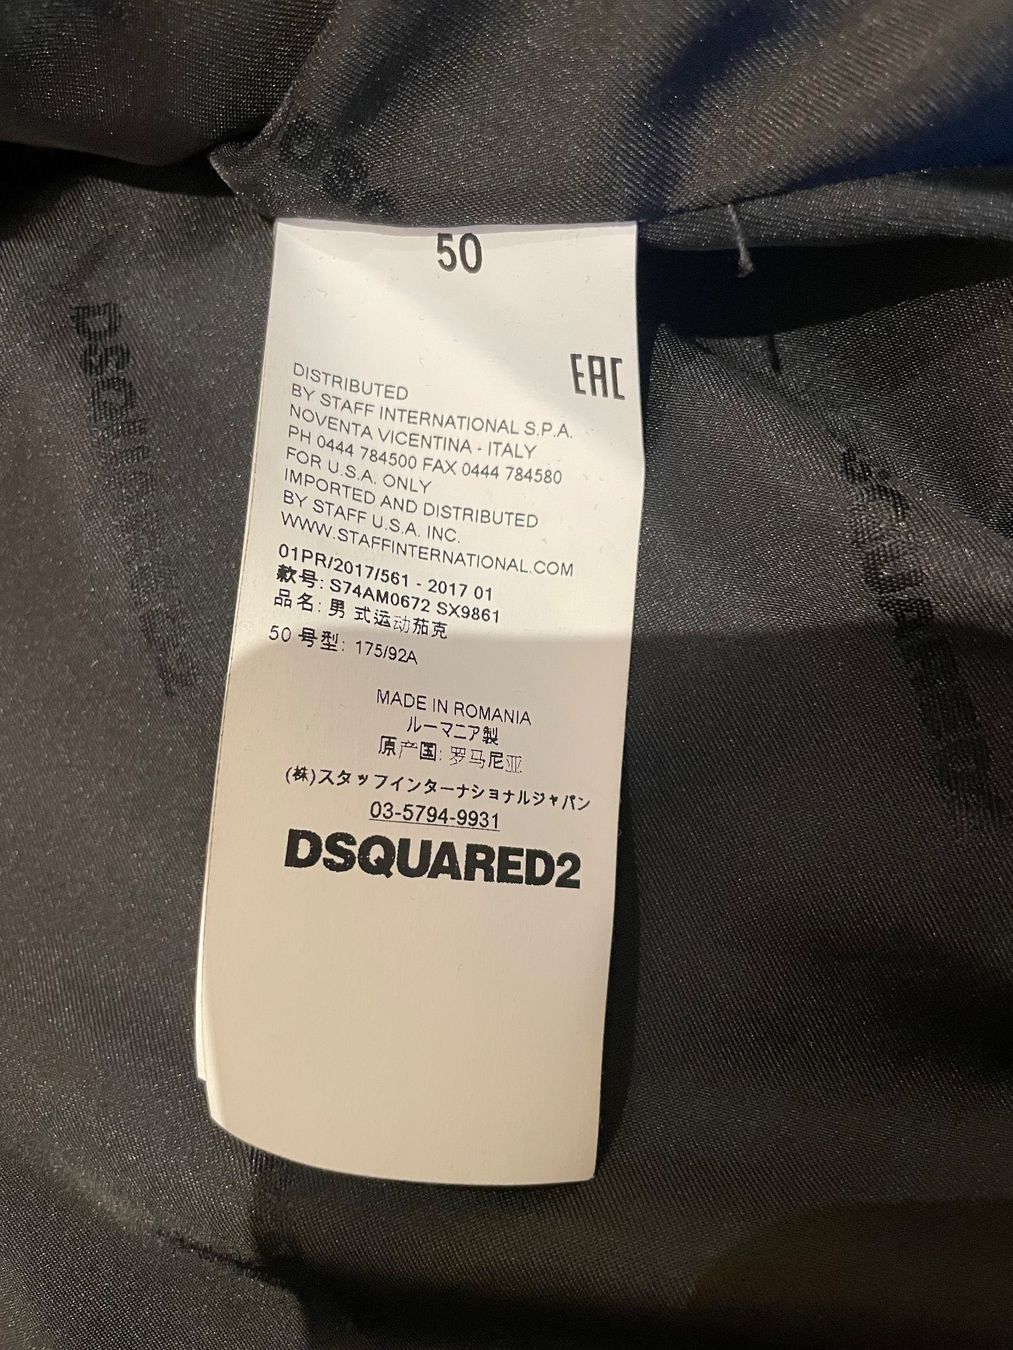 50
EAC
DISTRIBUTED
BY STAFF INTERNATIONAL S.P.A.
NOVENTA VICENTINA - ITALY
PH 0444 784500 FAX 0444 784580
FOR U.S.A. ONLY
IMPORTED AND DISTRIBUTED
BY STAFF U.S.A. INC.
WWW.STAFFINTERNATIONAL.COM
01PR/2017/561 - 2017 01
款号: S74AM0672 SX9861
品名: 男 式运动茄克
50 号型: 175/92A
MADE IN ROMANIA
ルーマニア製
原产国: 罗马尼亚
(株)スタッフインターナショナルジャパン
03-5794-9931
DSQUARED2
DSQUARED2
DSQUARED